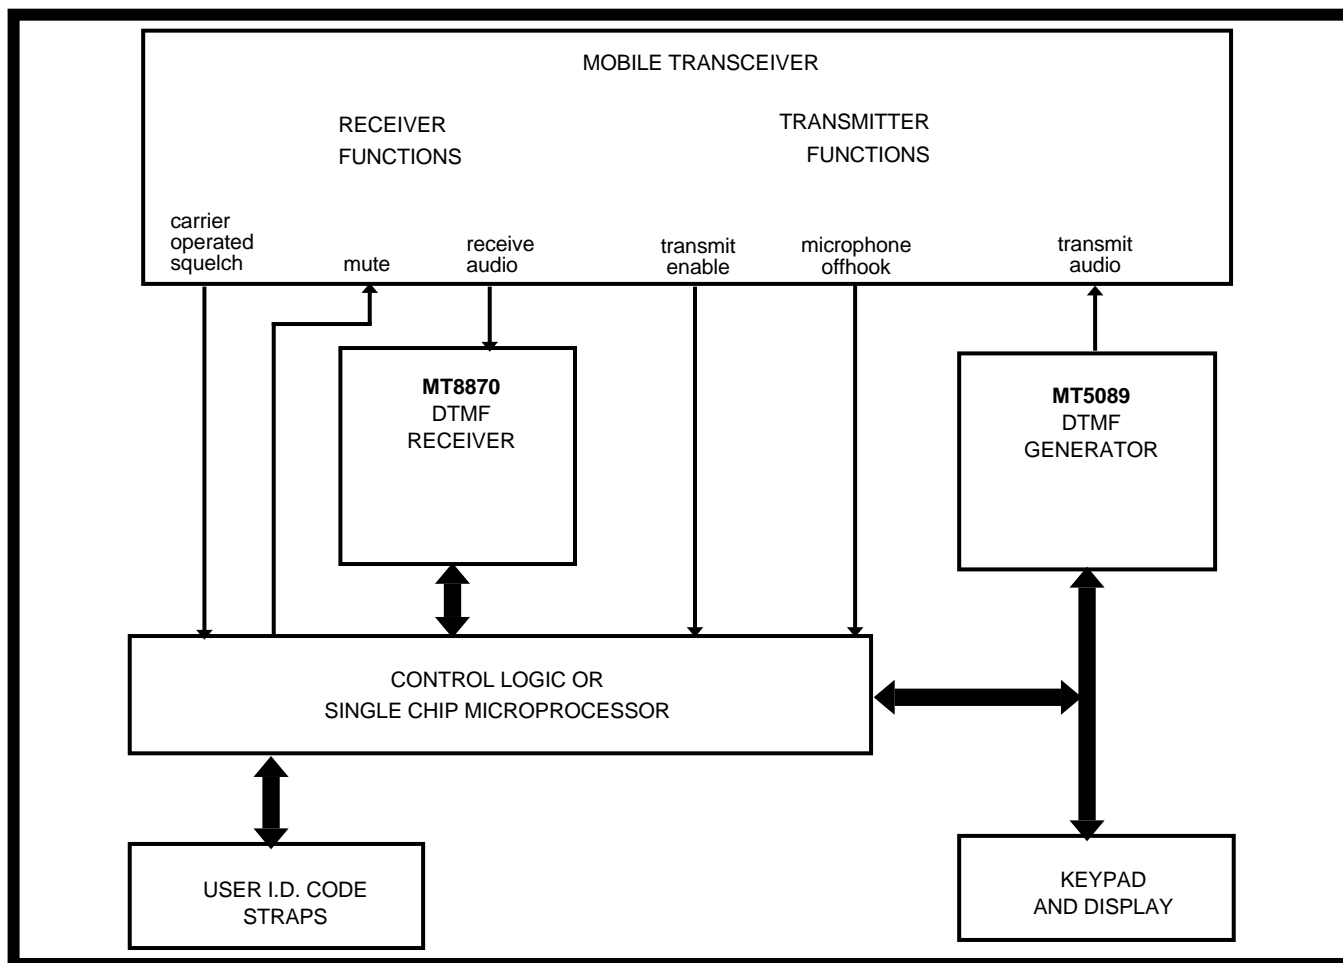 MOBILE TRANSCEIVER
RECEIVER
FUNCTIONS
TRANSMITTER
FUNCTIONS
carrier
operated
squelch
mute
receive
audio
transmit
enable
microphone
offhook
transmit
audio
MT8870
DTMF
RECEIVER
MT5089
DTMF
GENERATOR
CONTROL LOGIC OR
SINGLE CHIP MICROPROCESSOR
USER I.D. CODE
STRAPS
KEYPAD
AND DISPLAY